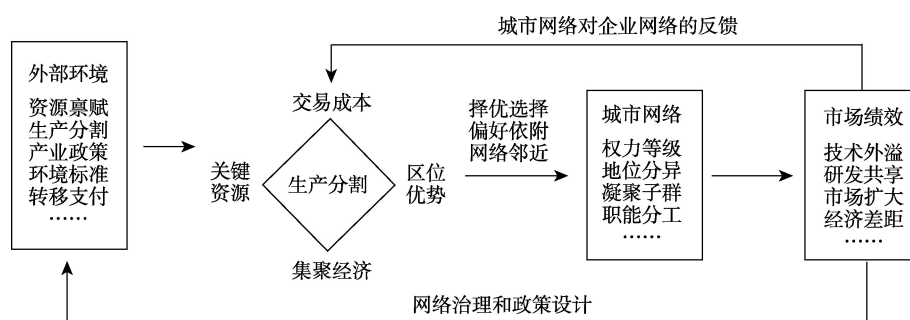 城市网络对企业网络的反馈
外部环境
资源禀赋
生产分割
产业政策
环境标准
转移支付
……
交易成本
关键
资源
生产分割
区位
优势
集聚经济
择优选择
偏好依附
网络邻近
城市网络
权力等级
地位分异
凝聚子群
职能分工
……
市场绩效
技术外溢
研发共享
市场扩大
经济差距
……
网络治理和政策设计